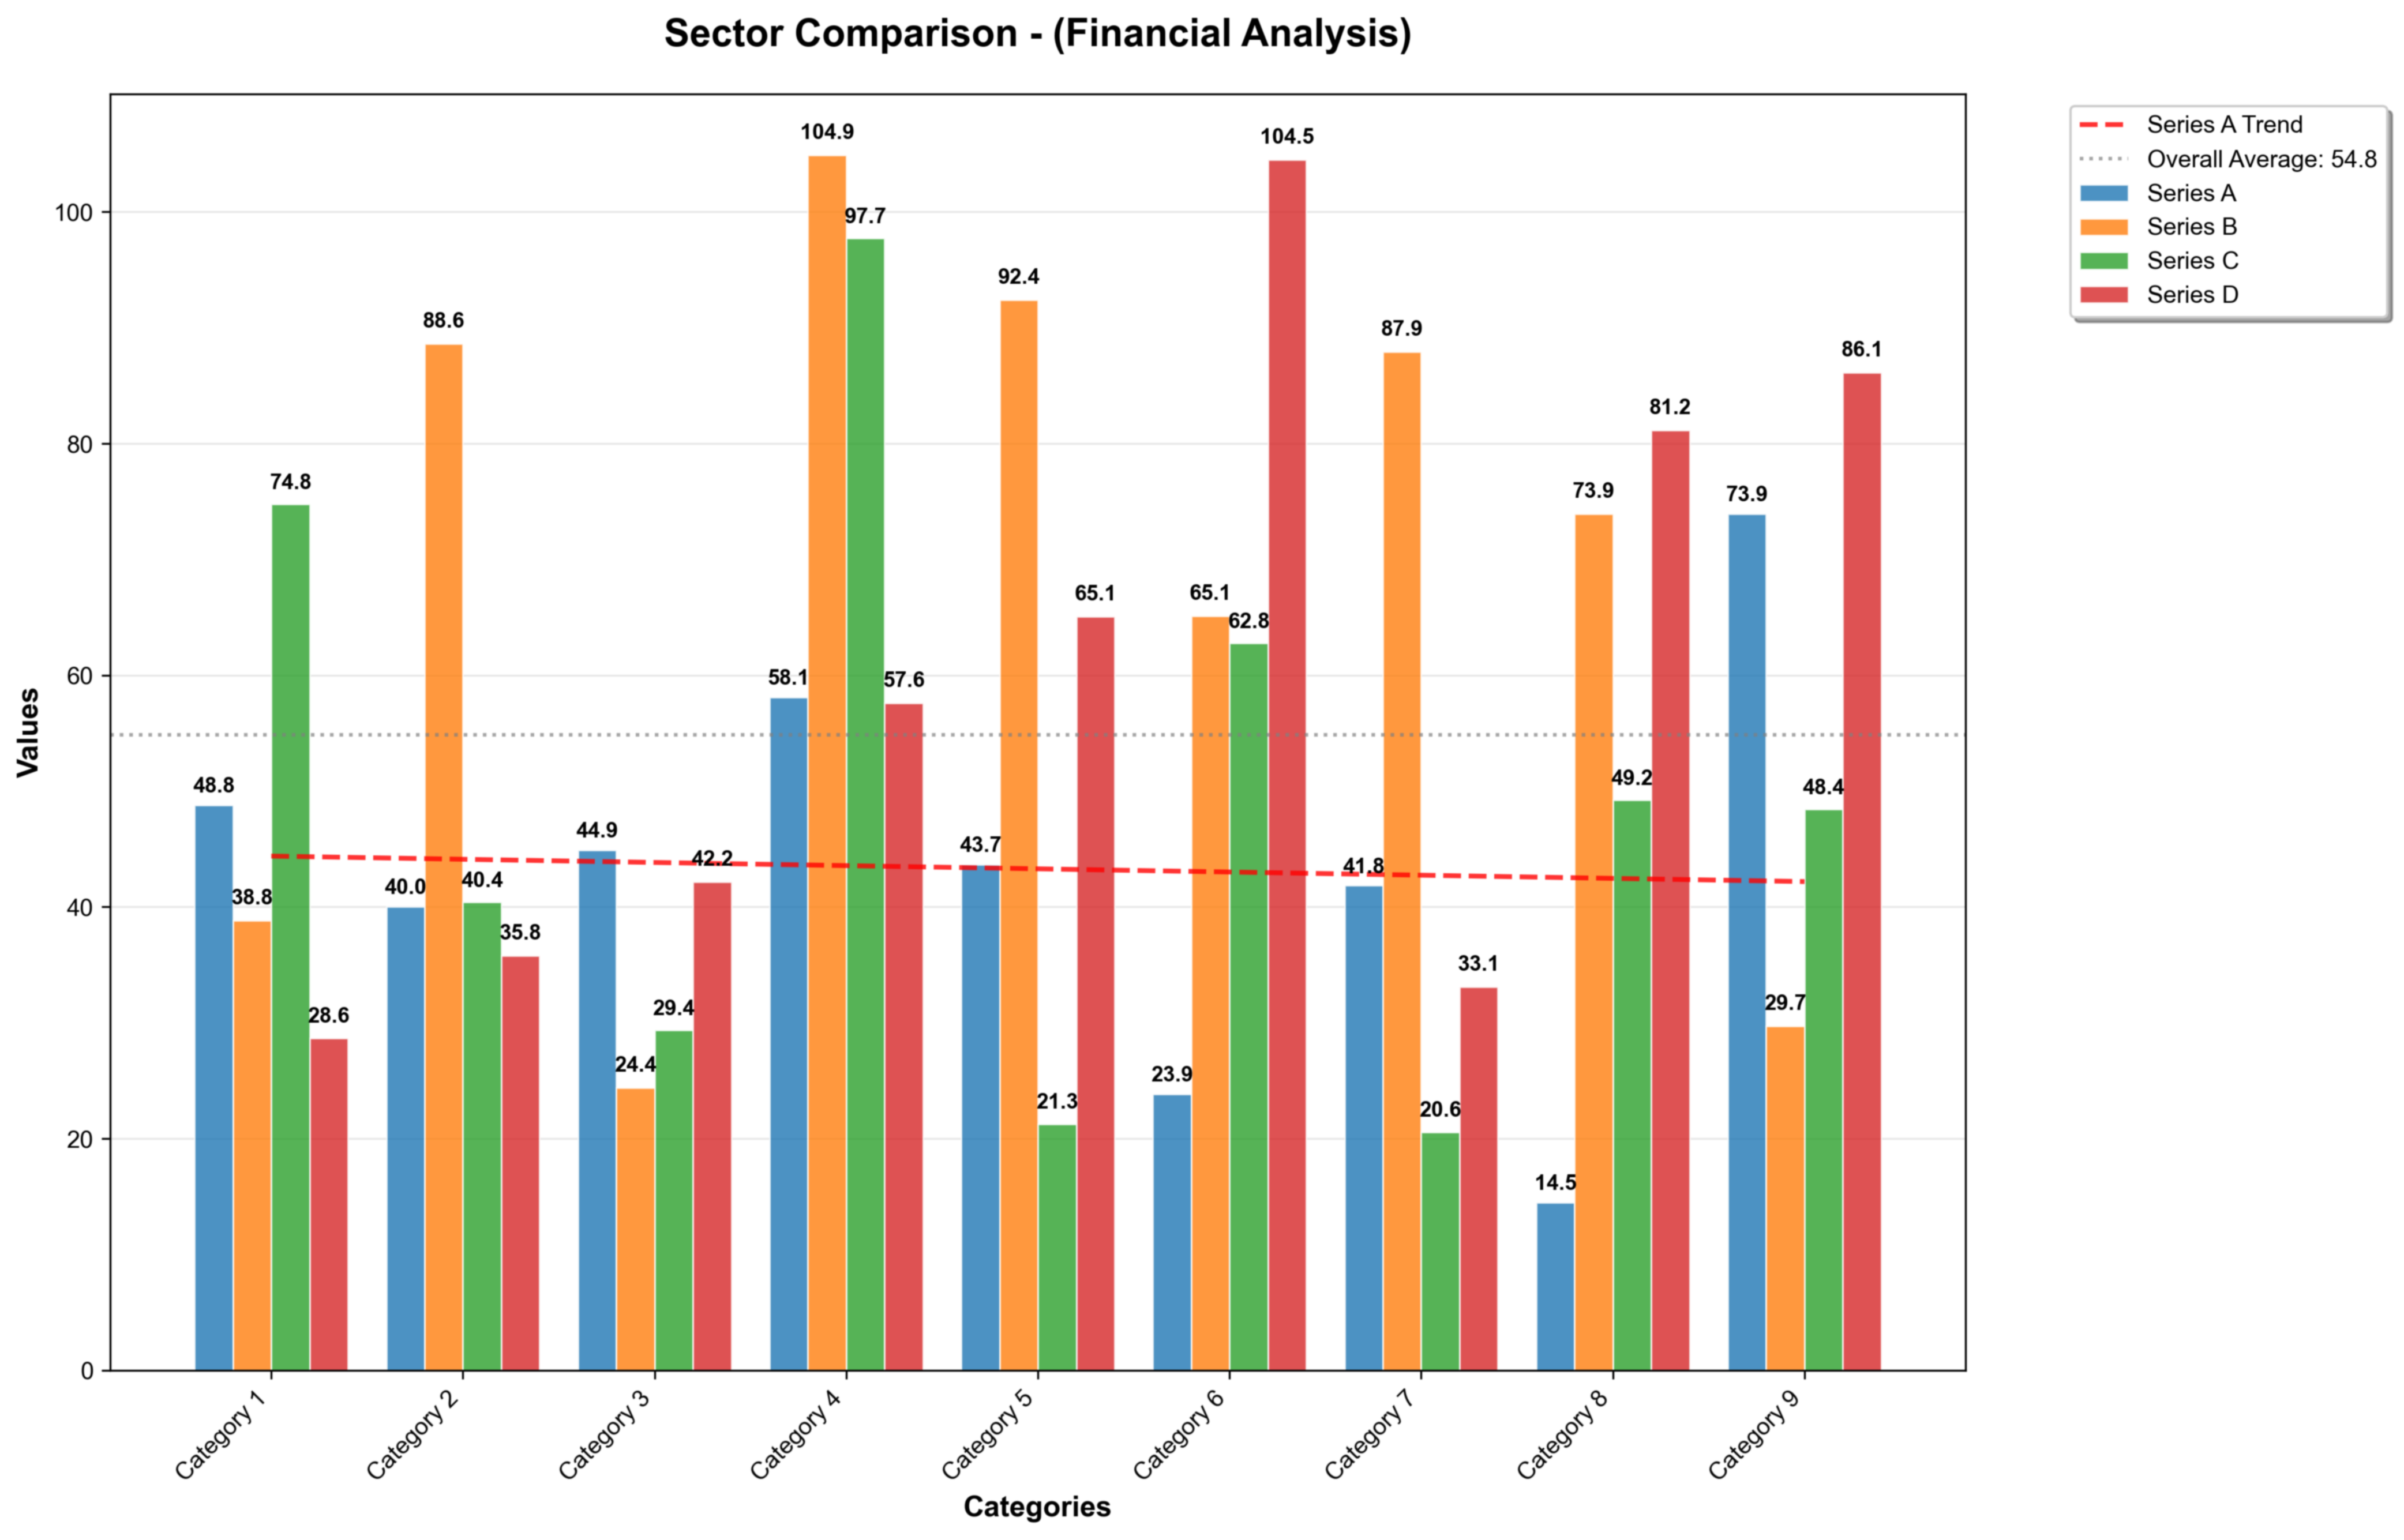 Sector Comparison - (Financial Analysis)
Series A Trend
Overall Average: 54.8
Series A
Series B
Series C
Series D
Values
100
80
60
40
20
0
48.8
38.8
74.8
28.6
40.0
88.6
40.4
35.8
44.9
24.4
29.4
42.2
58.1
104.9
97.7
57.6
43.7
92.4
21.3
65.1
23.9
65.1
62.8
104.5
41.8
87.9
20.6
33.1
14.5
73.9
49.2
81.2
73.9
29.7
48.4
86.1
Category 1
Category 2
Category 3
Category 4
Category 5
Category 6
Category 7
Category 8
Category 9
Categories